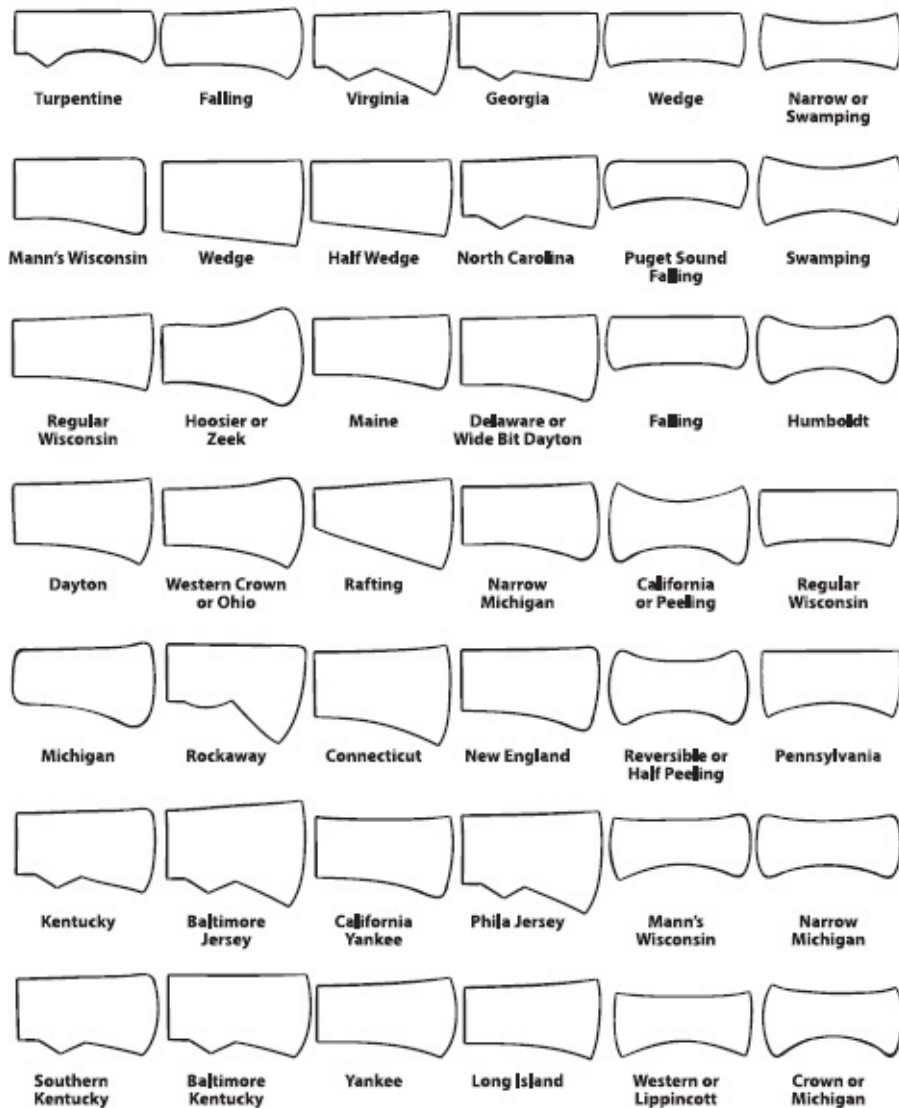 Turpentine
Falling
Virginia
Georgia
Wedge
Narrow or
Swamping
Mann's Wisconsin
Wedge
Half Wedge
North Carolina
Puget Sound
Falling
Swamping
Regular
Wisconsin
Hoosier or
Zeek
Maine
Delaware or
Wide Bit Dayton
Falling
Humboldt
Dayton
Western Crown
or Ohio
Rafting
Narrow
Michigan
California
or Peeling
Regular
Wisconsin
Michigan
Rockaway
Connecticut
New England
Reversible or
Half Peeling
Pennsylvania
Kentucky
Baltimore
Jersey
California
Yankee
Phila Jersey
Mann's
Wisconsin
Narrow
Michigan
Southern
Kentucky
Baltimore
Kentucky
Yankee
Long Island
Western or
Lippincott
Crown or
Michigan